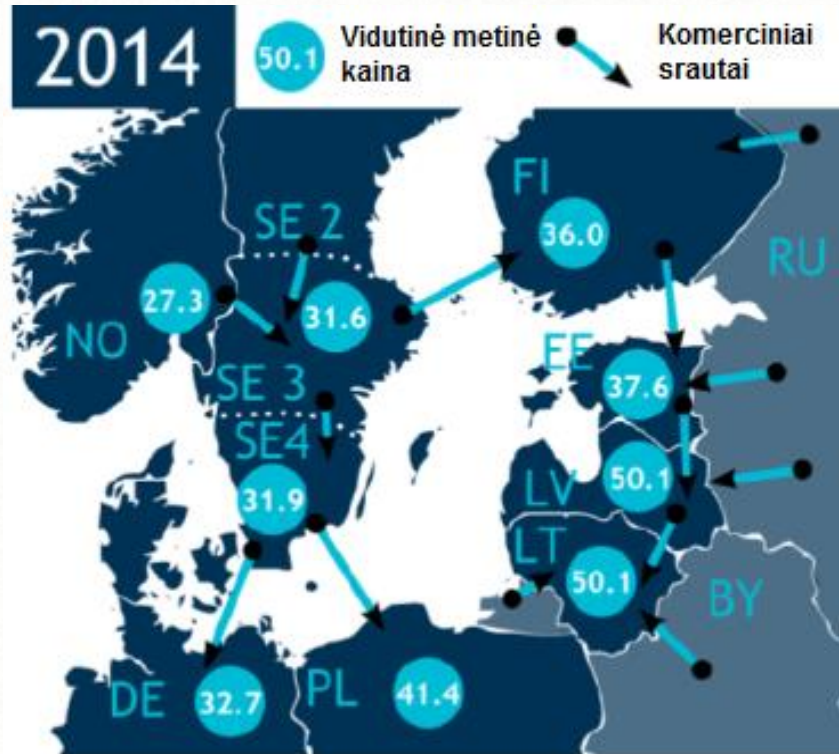 2014
50.1
Vidutinė metinė
kaina
Komerciniai
srautai
FI
SE 2
36.0
RU
27.3
31.6
NO
EE
SE 3
37.6
SE4
LV
50.1
31.9
LT
50.1
BY
DE
32.7
PL
41.4